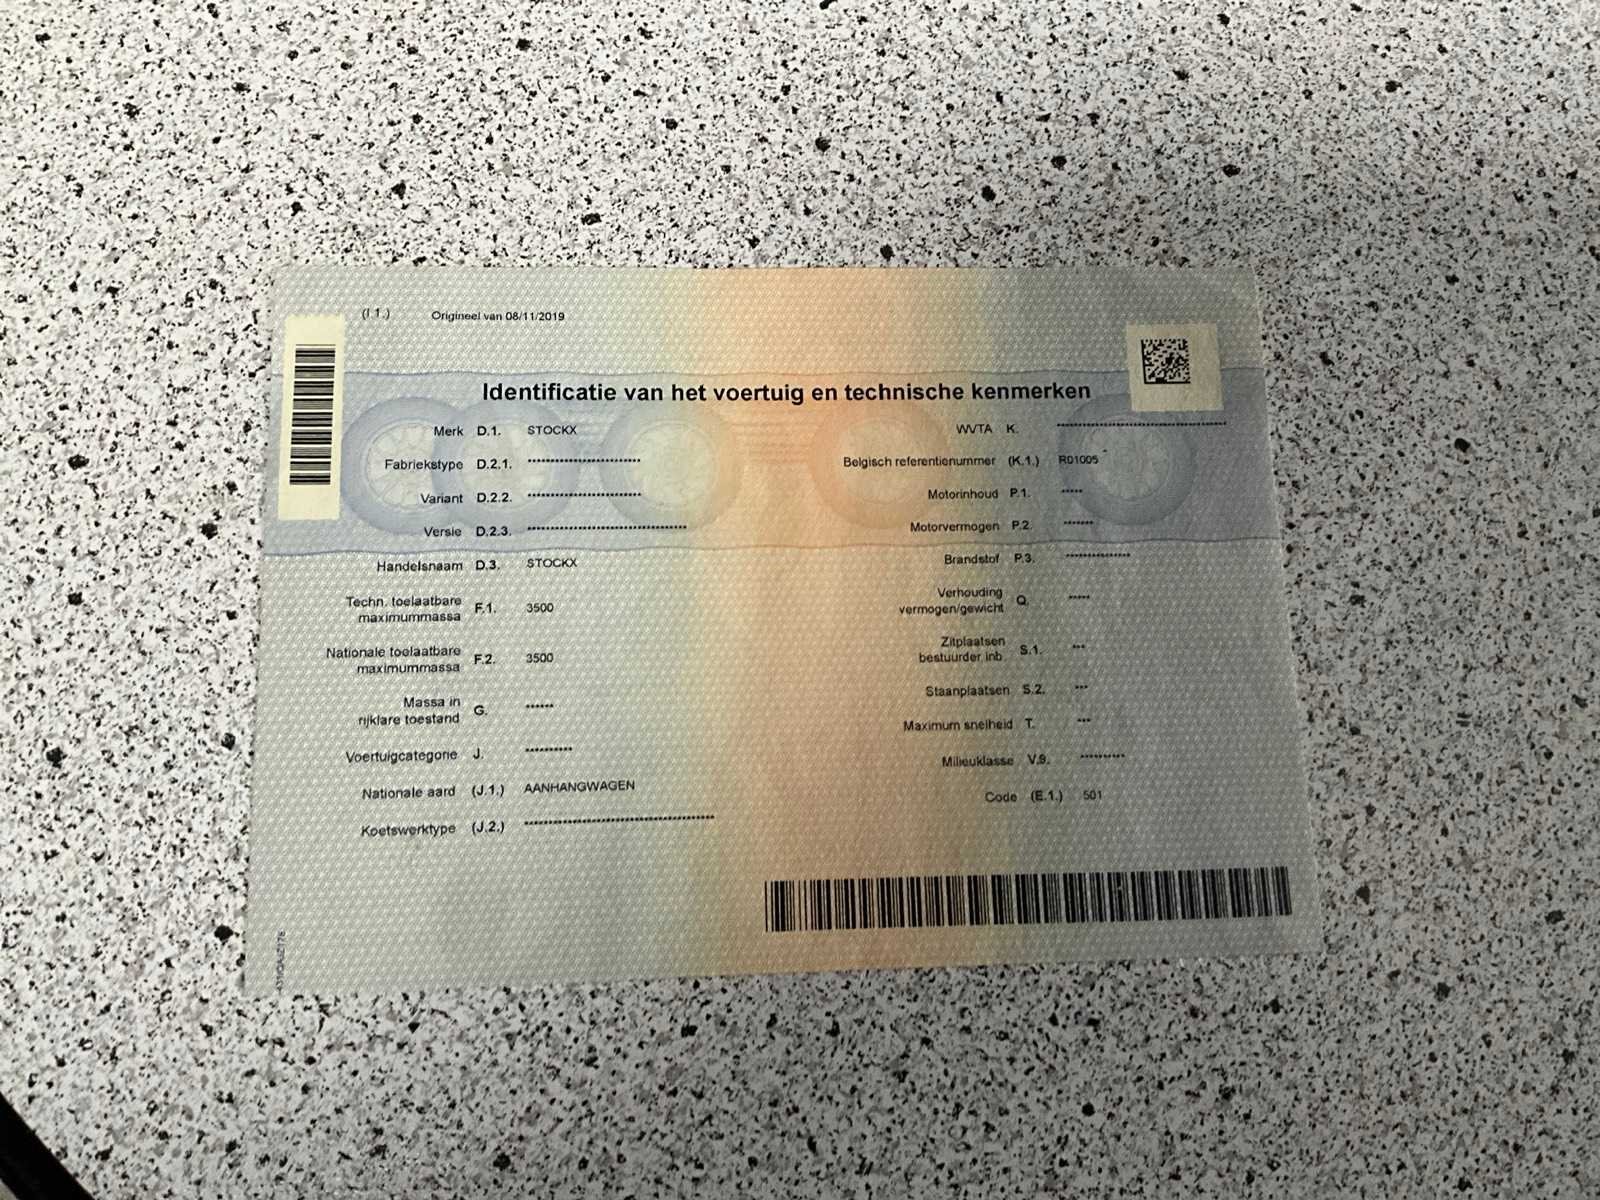 (I.1.) Origineel van 08/11/2019
Identificatie van het voertuig en technische kenmerken
Merk D.1. STOCKX
Fabriekstype D.2.1. ******************************
Variant D.2.2. ******************************
Versie D.2.3. ******************************************
Handelsnaam D.3. STOCKX
Techn. toelaatbare
maximummassa F.1. 3500
Nationale toelaatbare
maximummassa F.2. 3500
Massa in
rijklare toestand G. ******
Voertuigcategorie J. **********
Nationale aard (J.1.) AANHANGWAGEN
Koetswerktype (J.2.) ****************************************
WVTA K. ***********************************
Belgisch referentienummer (K.1.) R01005
Motorinhoud P.1. *****
Motorvermogen P.2. *******
Brandstof P.3. ***************
Verhouding
vermogen/gewicht Q. *****
Zitplaatsen
bestuurder inb. S.1. ***
Staanplaatsen S.2. ***
Maximum snelheid T. ***
Milieuklasse V.9. **********
Code (E.1.) 501